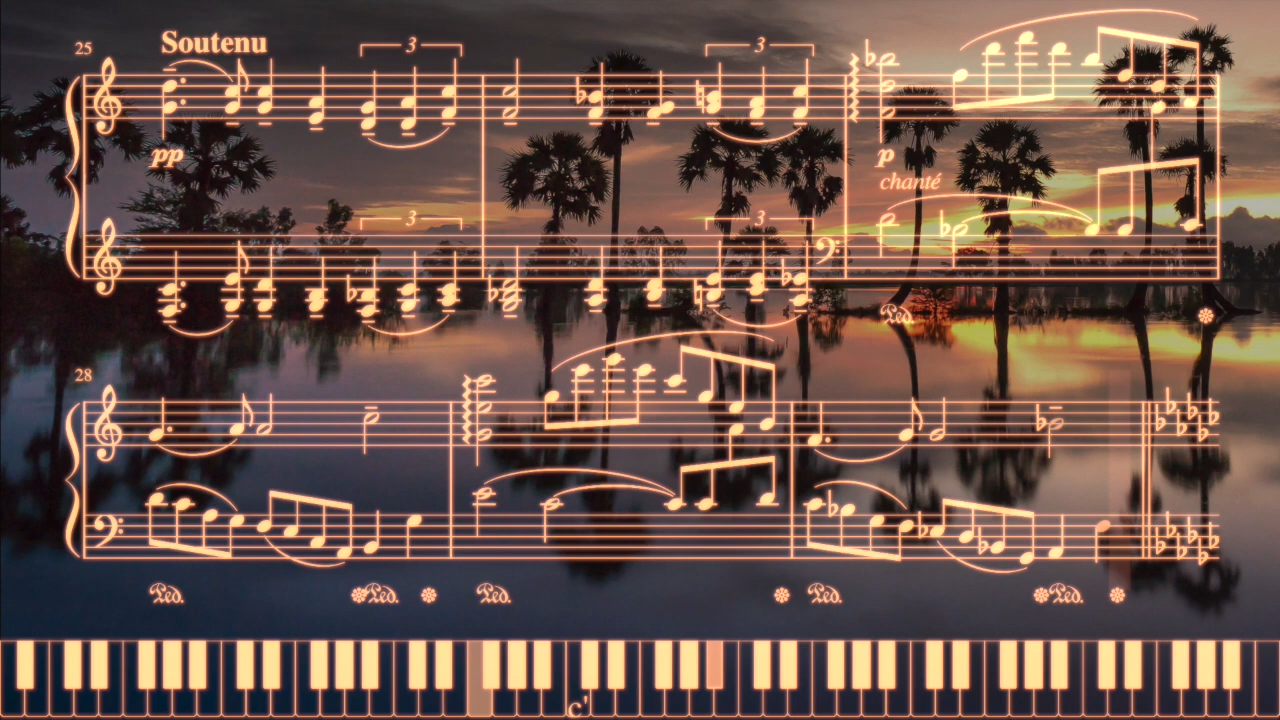 25 Soutenu 3 3
pp
p
chanté
3 3
Ped.
28
Ped. Ped. Ped. Ped. Ped.
c'